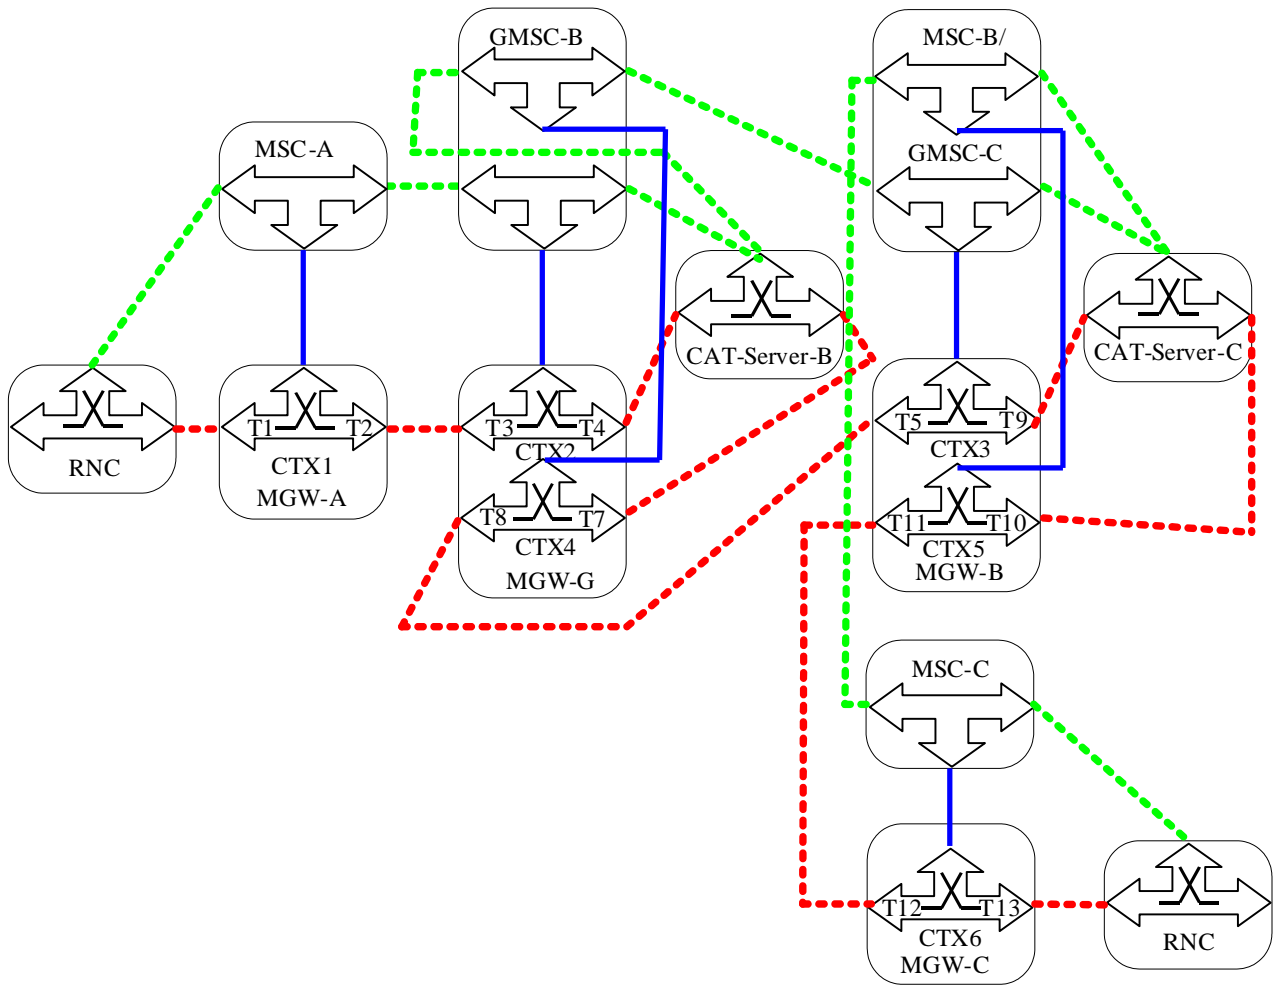 GMSC-B
MSC-B/
MSC-A
GMSC-C
CAT-Server-B
CAT-Server-C
T1 T2
T3 T4
T5 T9
RNC
CTX1
MGW-A
CTX2
CTX3
T8 T7
T11 T10
CTX4
CTX5
MGW-G
MGW-B
MSC-C
T12 T13
CTX6
MGW-C
RNC